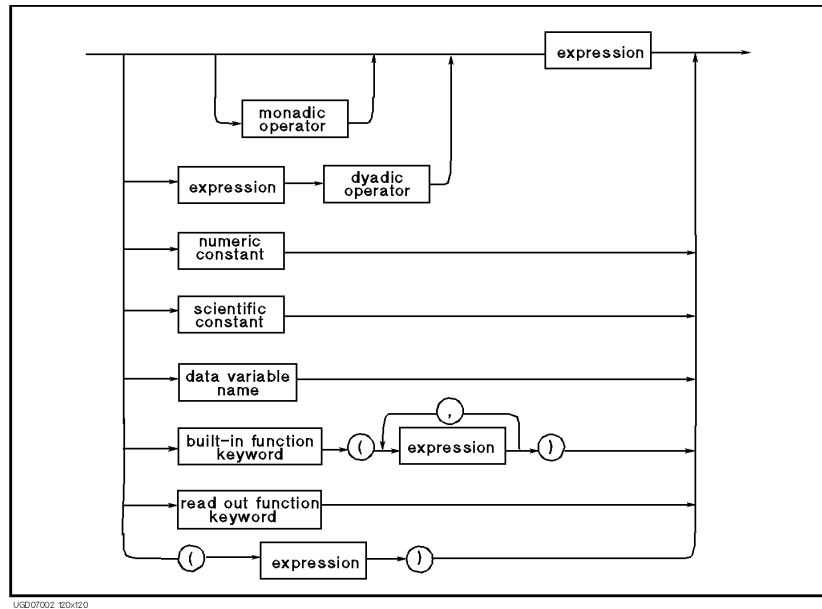 expression
monadic
operator
expression
dyadic
operator
numeric
constant
scientific
constant
data variable
name
,
built-in function
keyword
(
expression
)
read out function
keyword
(
expression
)
UGD07002 120x120